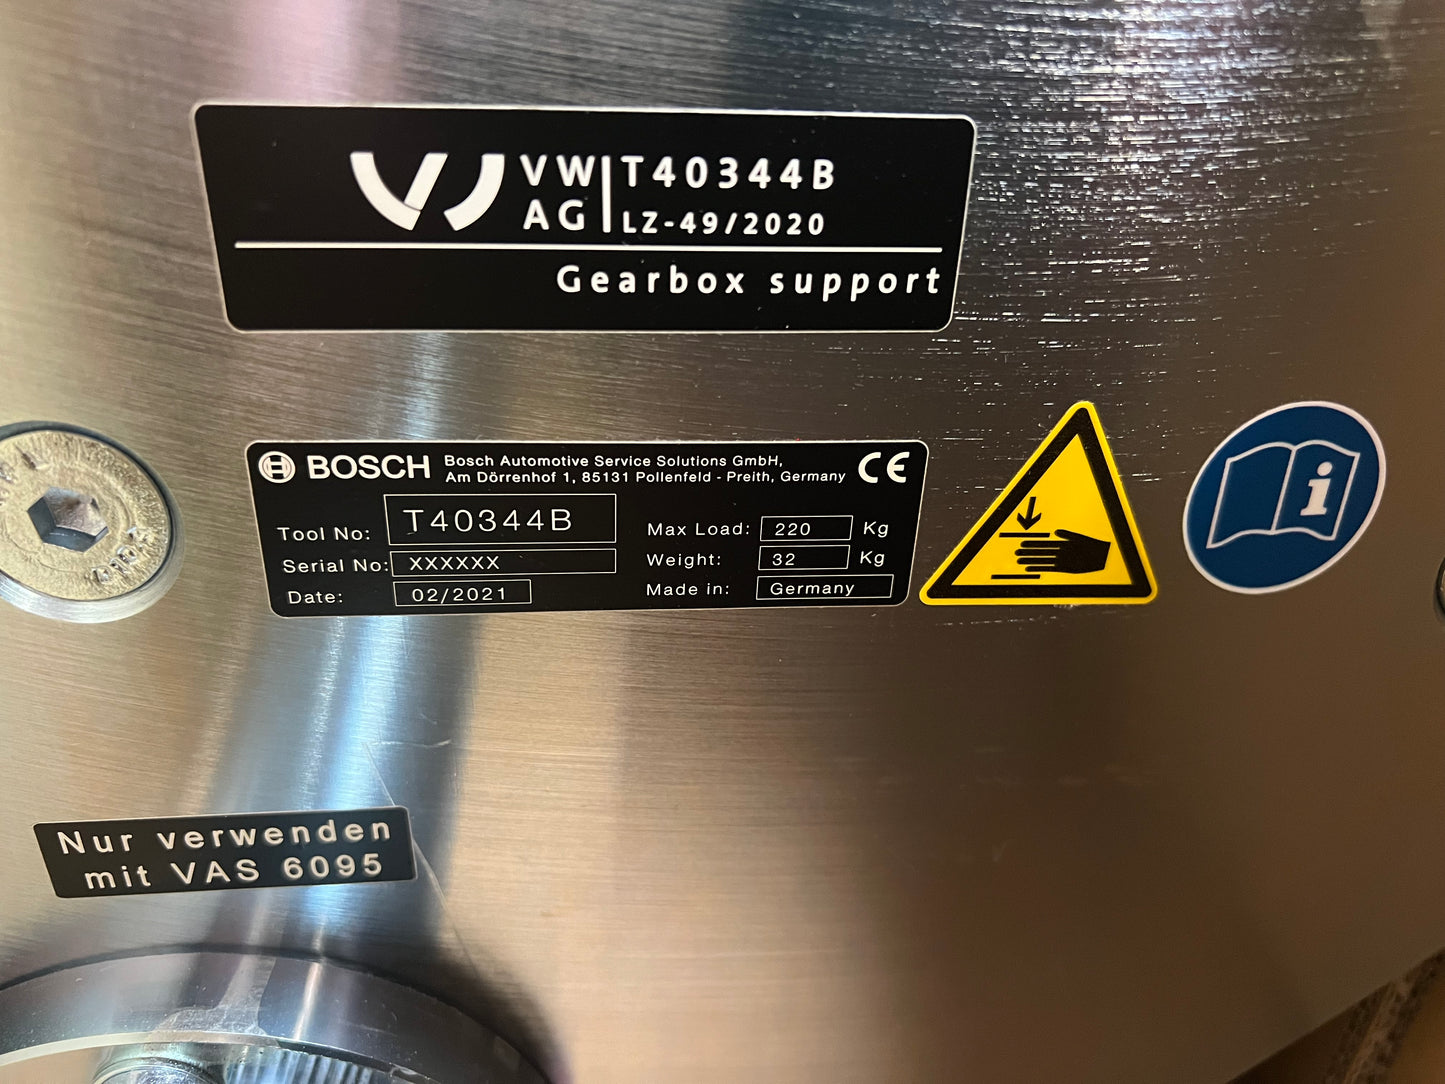 VW T40344B
AG LZ-49/2020
Gearbox support
BOSCH Bosch Automotive Service Solutions GmbH,
Am Dörrenhof 1, 85131 Pollenfeld - Preith, Germany CE
Tool No: T40344B
Max Load: 220 Kg
Serial No: XXXXXX
Weight: 32 Kg
Date: 02/2021
Made in: Germany
i
Nur verwenden
mit VAS 6095